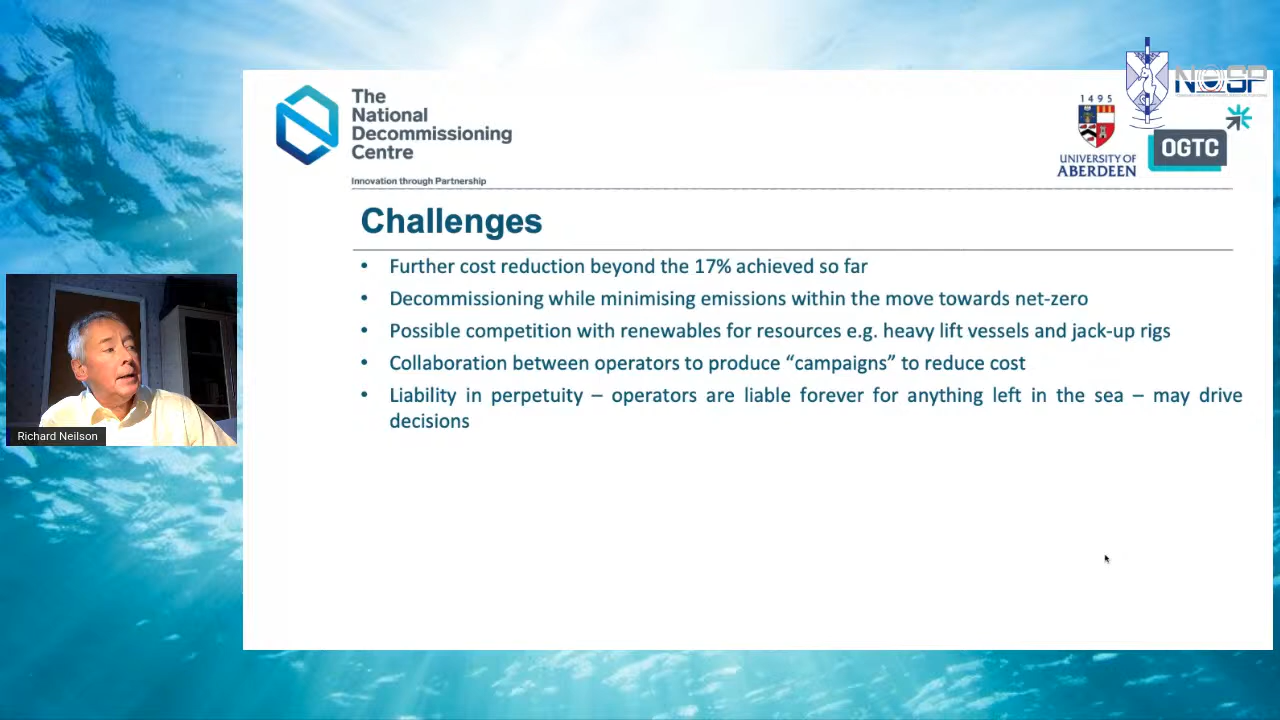 The
National
Decommissioning
Centre
Innovation through Partnership
1495
UNIVERSITY OF
ABERDEEN
NOSP
OGTC
Challenges
• Further cost reduction beyond the 17% achieved so far
• Decommissioning while minimising emissions within the move towards net-zero
• Possible competition with renewables for resources e.g. heavy lift vessels and jack-up rigs
• Collaboration between operators to produce “campaigns” to reduce cost
• Liability in perpetuity – operators are liable forever for anything left in the sea – may drive
decisions
Richard Neilson